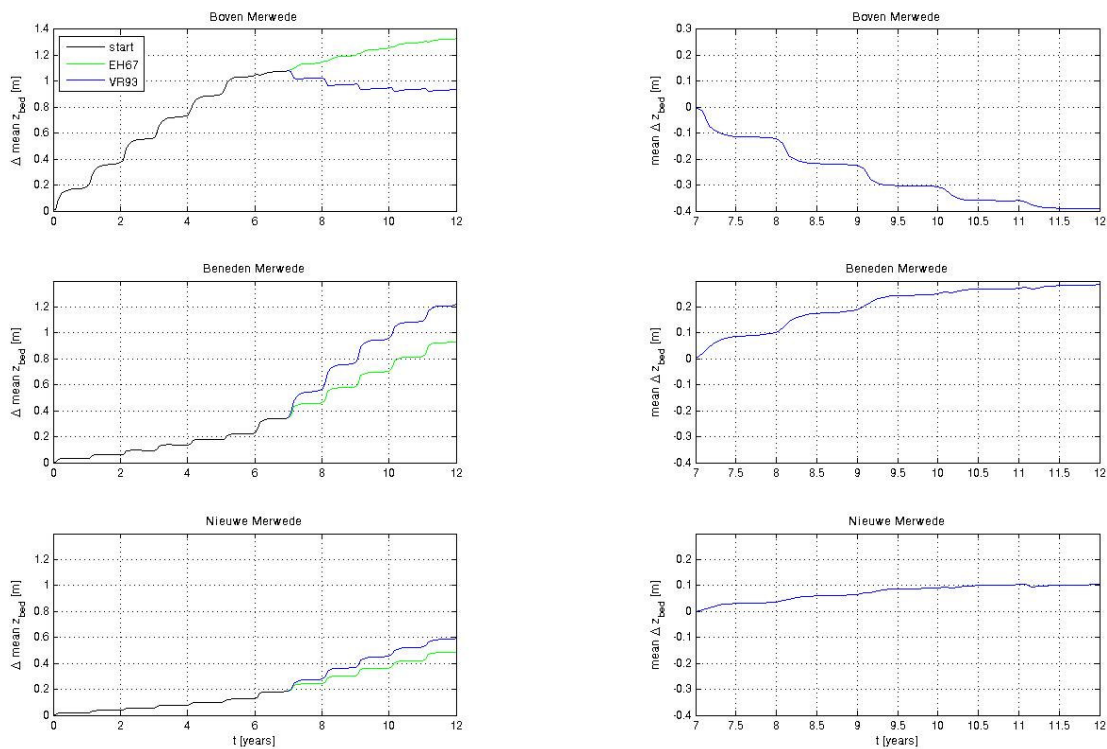 Boven Merwede
1.4
1.2
1
0.8
0.6
0.4
0.2
0
Δ mean z_bed [m]
start
EH67
VR93
0 2 4 6 8 10 12
Boven Merwede
0.3
0.2
0.1
0
-0.1
-0.2
-0.3
-0.4
mean Δ z_bed [m]
7 7.5 8 8.5 9 9.5 10 10.5 11 11.5 12
Beneden Merwede
1.2
1
0.8
0.6
0.4
0.2
0
Δ mean z_bed [m]
0 2 4 6 8 10 12
Beneden Merwede
0.2
0.1
0
-0.1
-0.2
-0.3
-0.4
mean Δ z_bed [m]
7 7.5 8 8.5 9 9.5 10 10.5 11 11.5 12
Nieuwe Merwede
1.2
1
0.8
0.6
0.4
0.2
0
Δ mean z_bed [m]
0 2 4 6 8 10 12
t [years]
Nieuwe Merwede
0.2
0.1
0
-0.1
-0.2
-0.3
-0.4
mean Δ z_bed [m]
7 7.5 8 8.5 9 9.5 10 10.5 11 11.5 12
t [years]